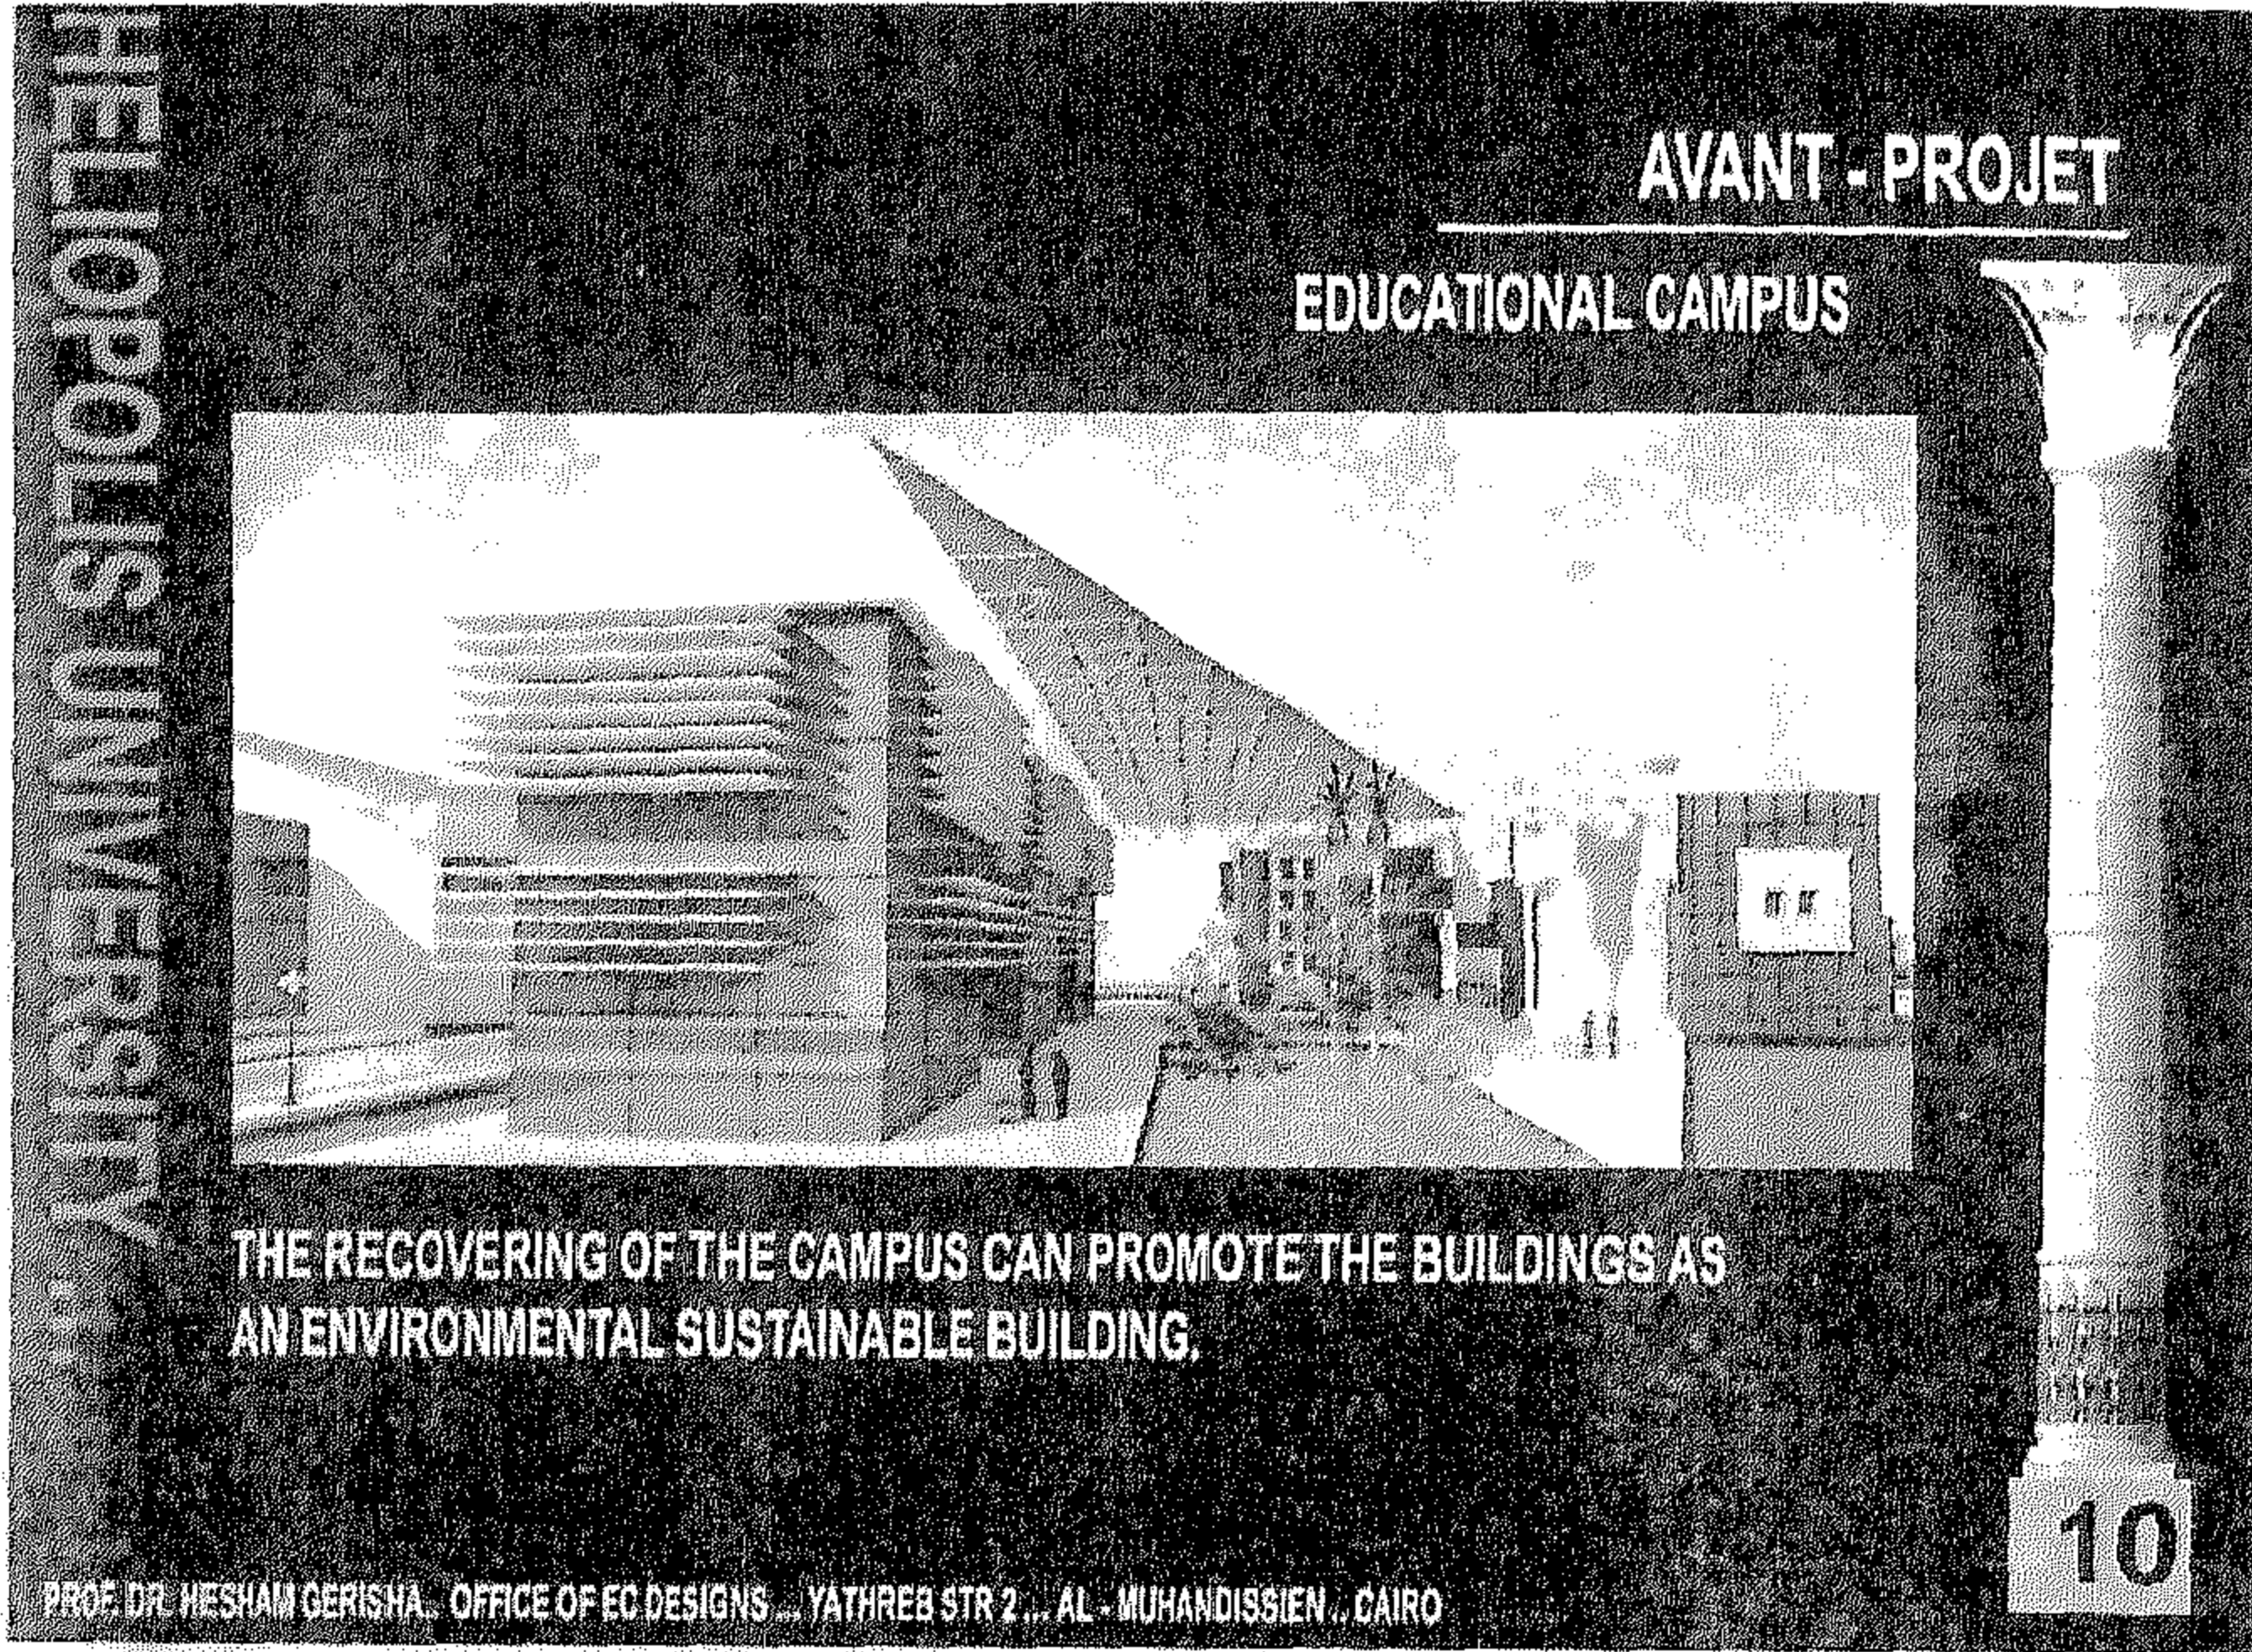 HELIOPOLIS UNIVERSITY
AVANT - PROJET
EDUCATIONAL CAMPUS
THE RECOVERING OF THE CAMPUS CAN PROMOTE THE BUILDINGS AS
AN ENVIRONMENTAL SUSTAINABLE BUILDING.
PROF. DR. HESHAM GERISHA.. OFFICE OF EC DESIGNS ... YATHREB STR 2 ... AL - MUHANDISSIEN... CAIRO
10